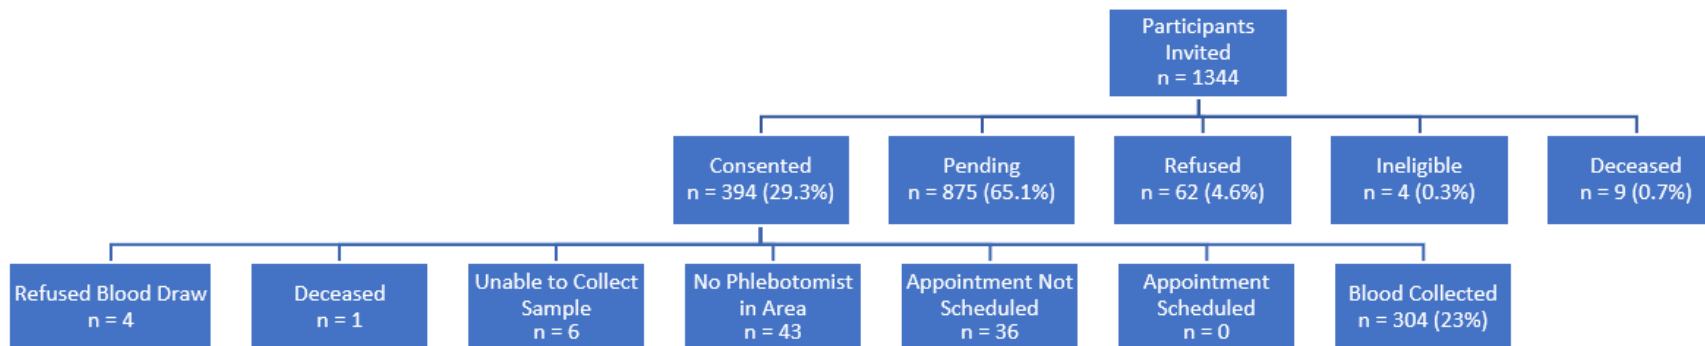 Participants
Invited
n = 1344
Consented
n = 394 (29.3%)
Pending
n = 875 (65.1%)
Refused
n = 62 (4.6%)
Ineligible
n = 4 (0.3%)
Deceased
n = 9 (0.7%)
Refused Blood Draw
n = 4
Deceased
n = 1
Unable to Collect
Sample
n = 6
No Phlebotomist
in Area
n = 43
Appointment Not
Scheduled
n = 36
Appointment
Scheduled
n = 0
Blood Collected
n = 304 (23%)